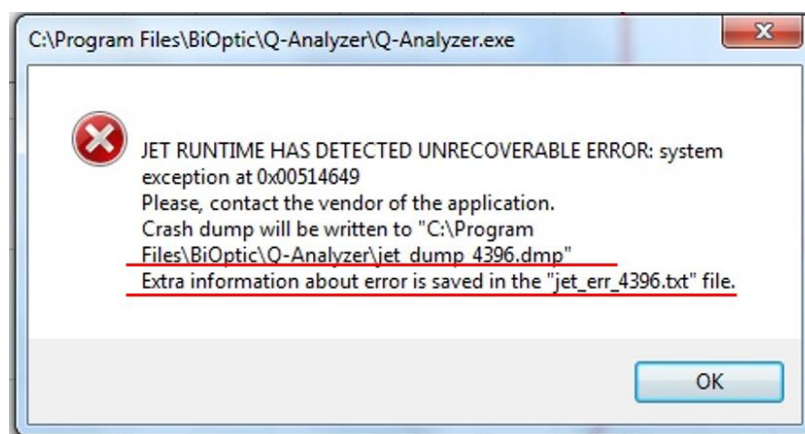 C:\Program Files\BiOptic\Q-Analyzer\Q-Analyzer.exe
JET RUNTIME HAS DETECTED UNRECOVERABLE ERROR: system
exception at 0x00514649
Please, contact the vendor of the application.
Crash dump will be written to "C:\Program
Files\BiOptic\Q-Analyzer\jet_dump_4396.dmp"
Extra information about error is saved in the "jet_err_4396.txt" file.
OK